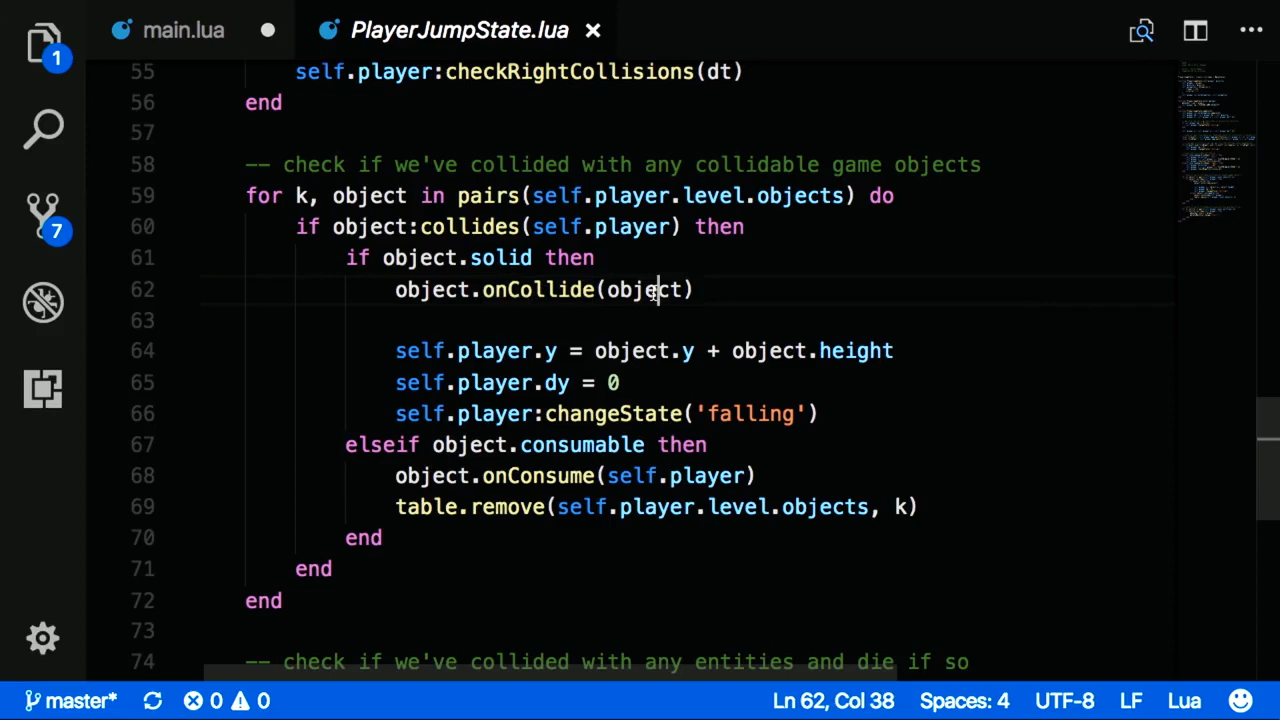 main.lua
PlayerJumpState.lua
1
7
55 self.player:checkRightCollisions(dt)
56 end
57
58 -- check if we've collided with any collidable game objects
59 for k, object in pairs(self.player.level.objects) do
60 if object:collides(self.player) then
61 if object.solid then
62 object.onCollide(object)
63
64 self.player.y = object.y + object.height
65 self.player.dy = 0
66 self.player:changeState('falling')
67 elseif object.consumable then
68 object.onConsume(self.player)
69 table.remove(self.player.level.objects, k)
70 end
71 end
72 end
73
74 -- check if we've collided with any entities and die if so
master* 0 0 Ln 62, Col 38 Spaces: 4 UTF-8 LF Lua